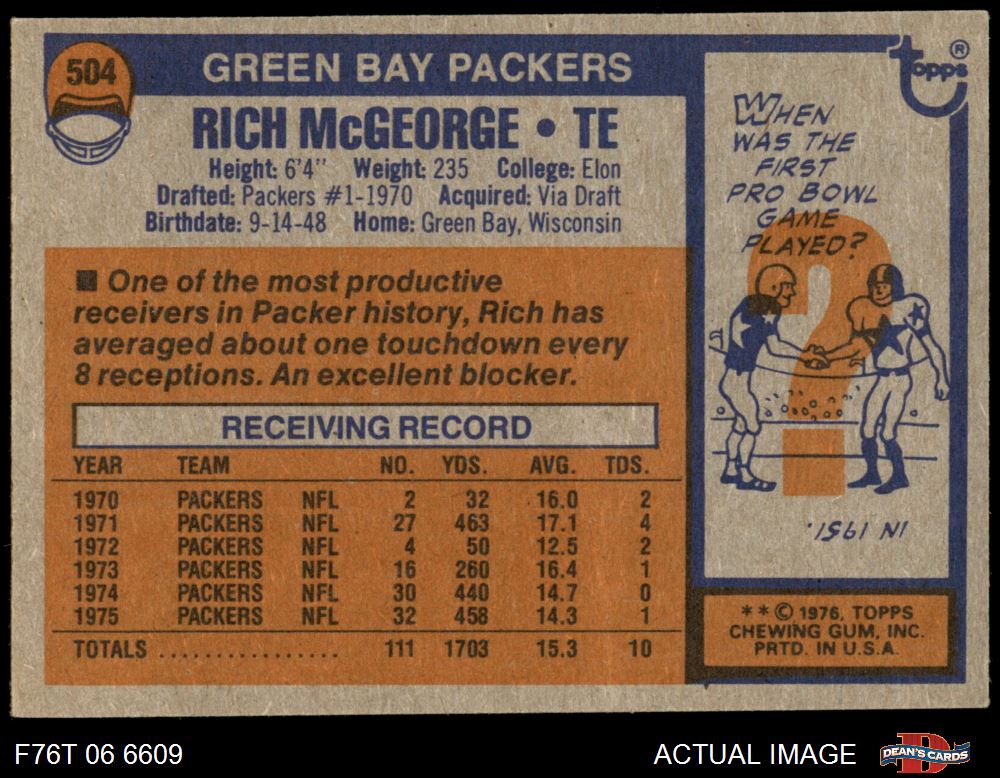 504
GREEN BAY PACKERS
RICH McGEORGE • TE
Height: 6'4" Weight: 235 College: Elon
Drafted: Packers #1-1970 Acquired: Via Draft
Birthdate: 9-14-48 Home: Green Bay, Wisconsin
■ One of the most productive
receivers in Packer history, Rich has
averaged about one touchdown every
8 receptions. An excellent blocker.
RECEIVING RECORD
YEAR TEAM NO. YDS. AVG. TDS.
1970 PACKERS NFL 2 32 16.0 2
1971 PACKERS NFL 27 463 17.1 4
1972 PACKERS NFL 4 50 12.5 2
1973 PACKERS NFL 16 260 16.4 1
1974 PACKERS NFL 30 440 14.7 0
1975 PACKERS NFL 32 458 14.3 1
TOTALS ................. 111 1703 15.3 10
Topps ®
WHEN
WAS THE
FIRST
PRO BOWL
GAME
PLAYED?
?
IN 1951.
** © 1976, TOPPS
CHEWING GUM, INC.
PRTD. IN U.S.A.
F76T 06 6609
ACTUAL IMAGE
D
DEAN'S CARDS